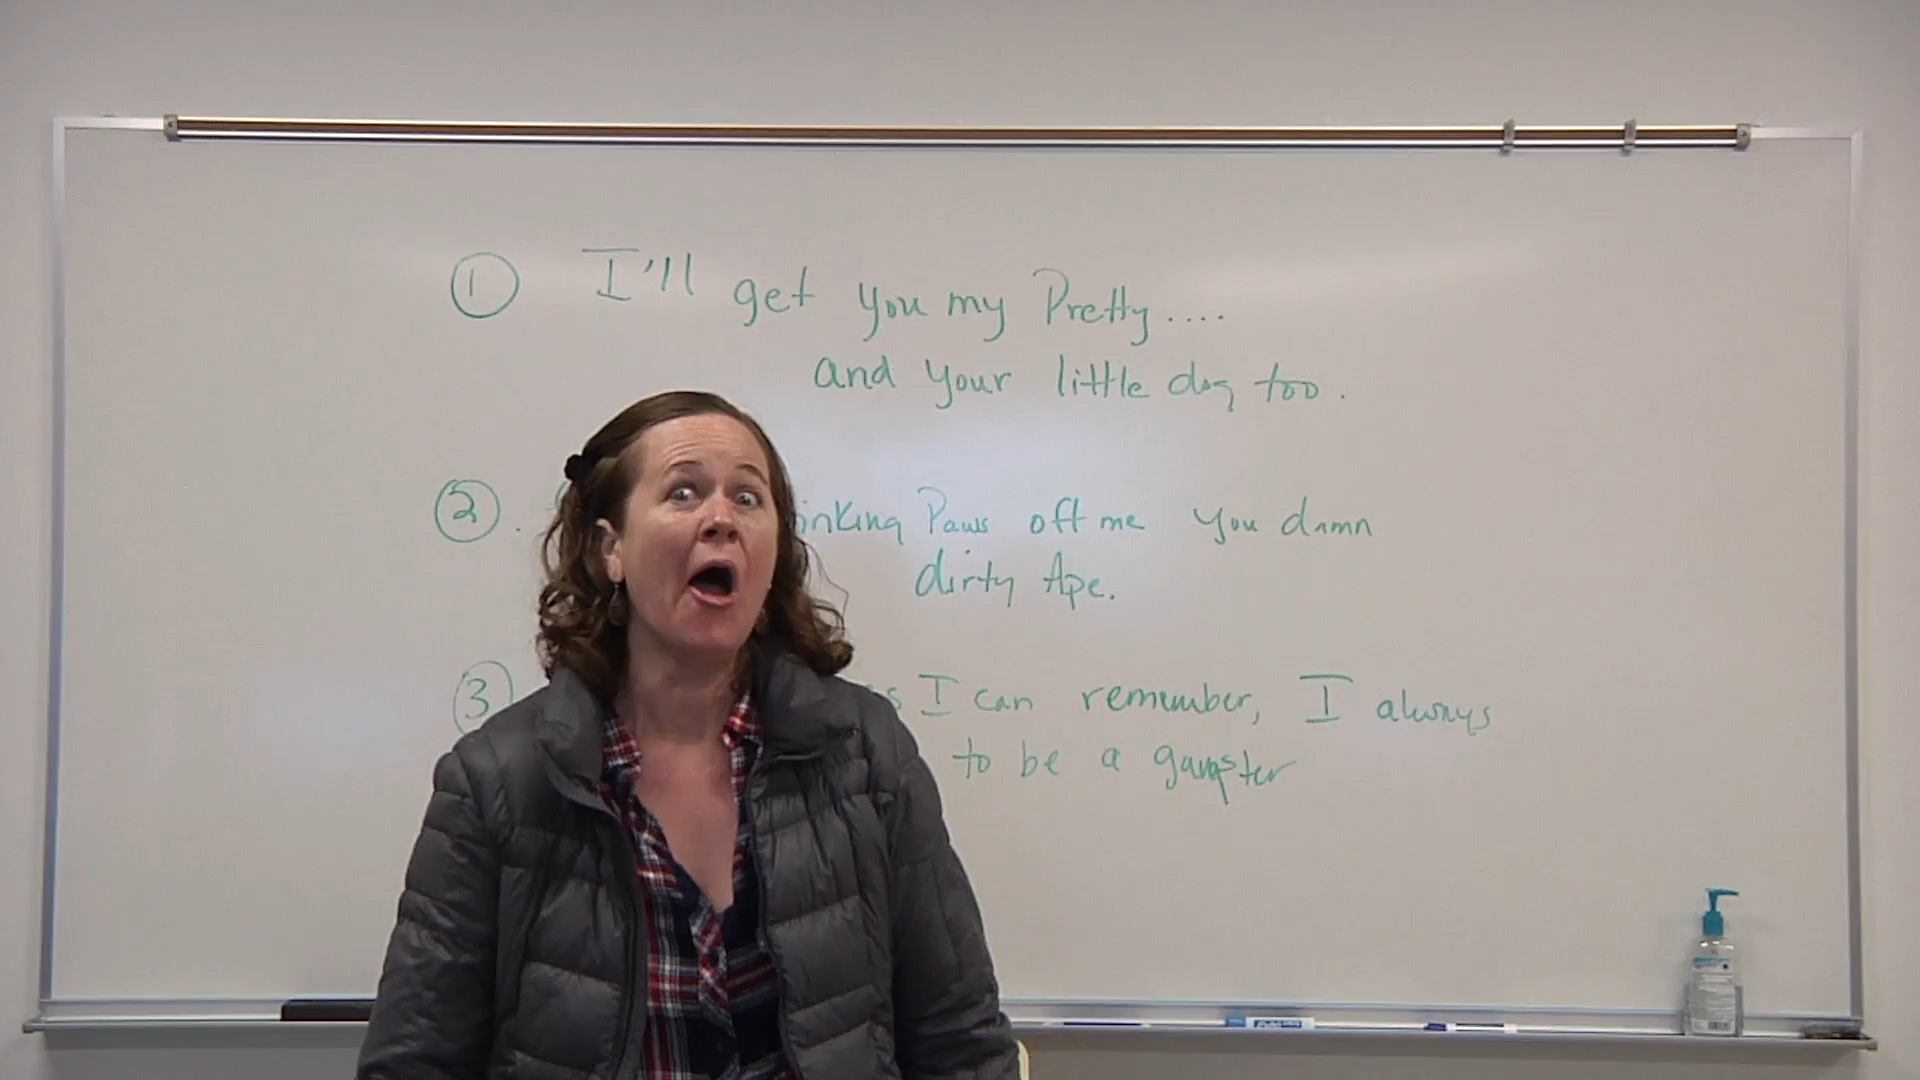 1 I'll get you my Pretty....
and your little dog too.
2. Paws off me you damn
dirty Ape.
3 I can remember, I always
to be a gangster